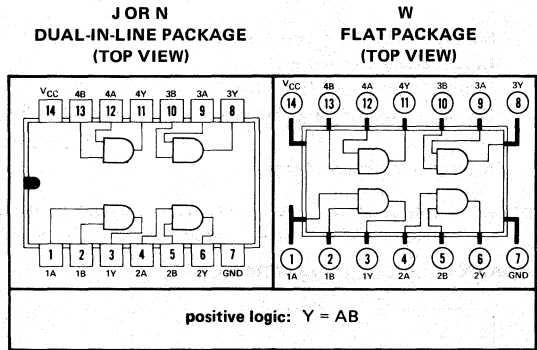 J OR N
DUAL-IN-LINE PACKAGE
(TOP VIEW)
W
FLAT PACKAGE
(TOP VIEW)
VCC 4B 4A 4Y 3B 3A 3Y
14 13 12 11 10 9 8
1 2 3 4 5 6 7
1A 1B 1Y 2A 2B 2Y GND
VCC 4B 4A 4Y 3B 3A 3Y
14 13 12 11 10 9 8
1 2 3 4 5 6 7
1A 1B 1Y 2A 2B 2Y GND
positive logic: Y = AB